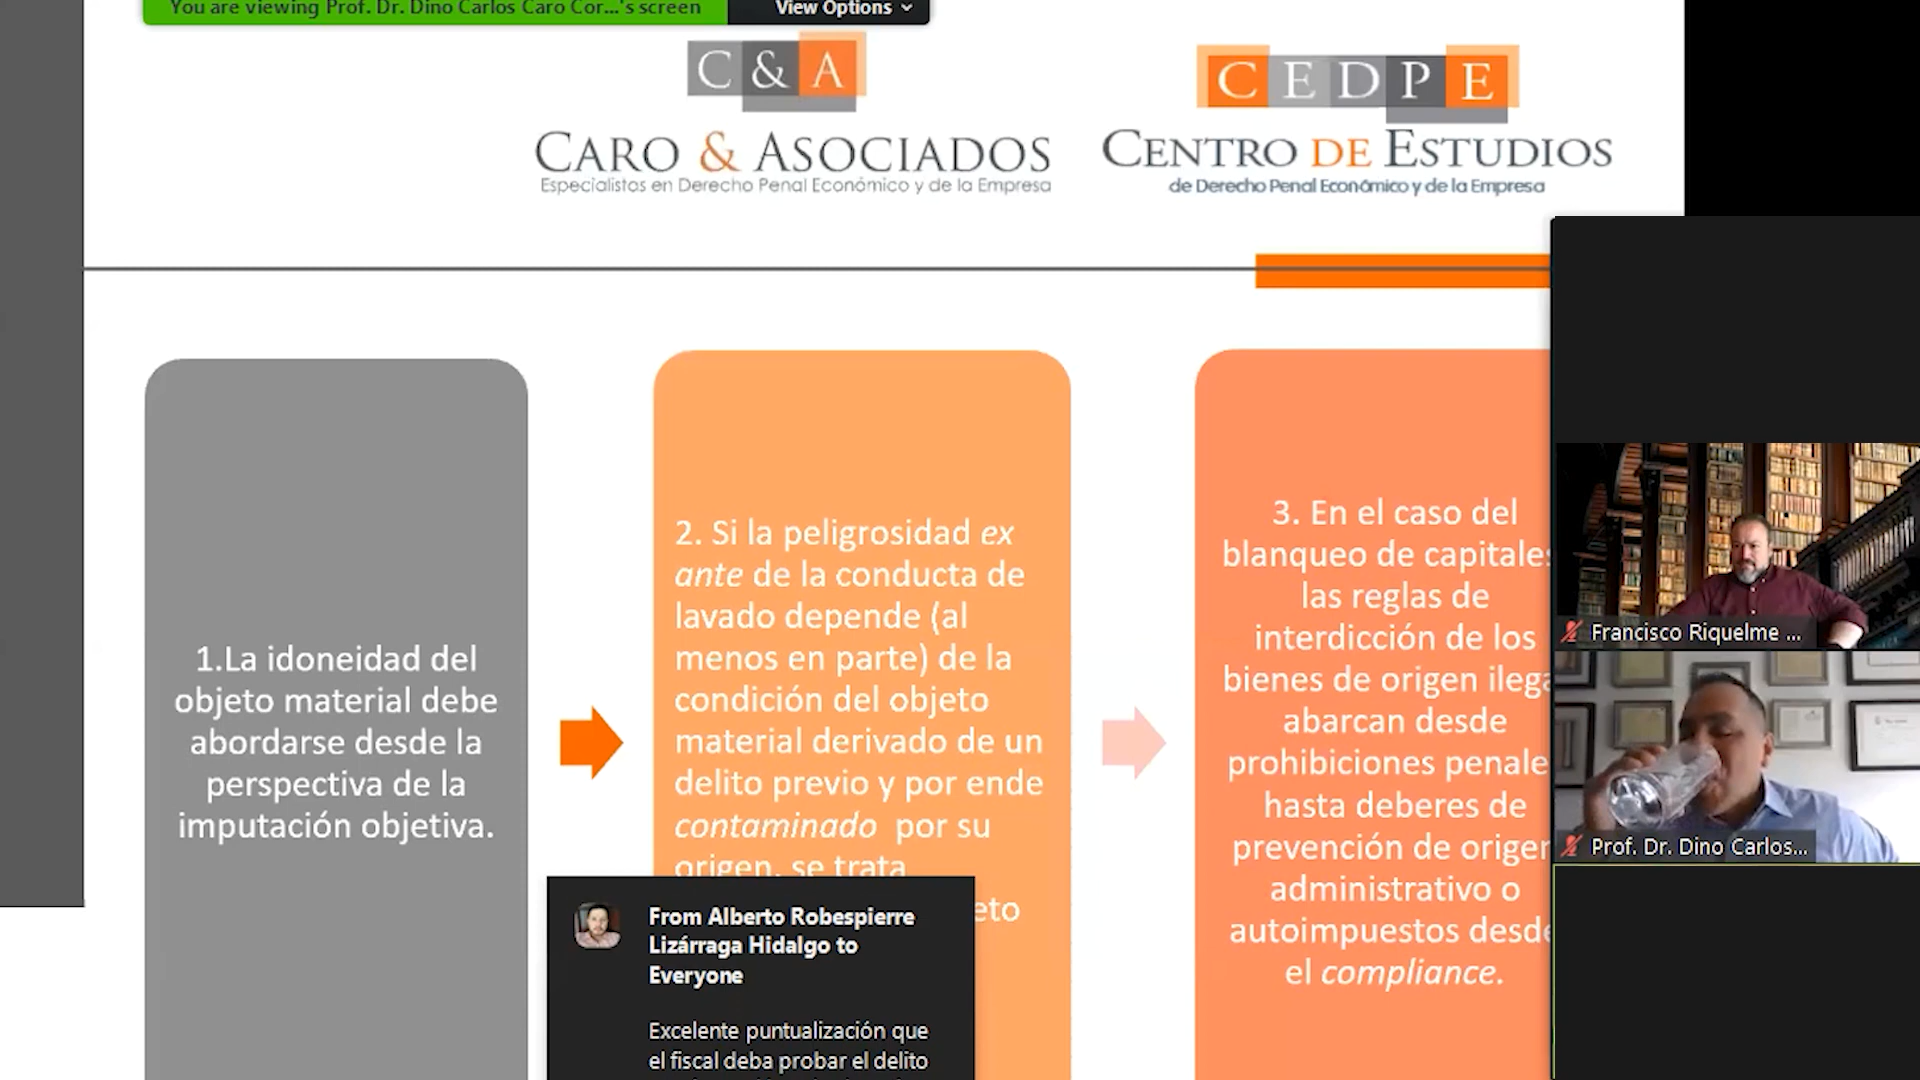 You are viewing Prof. Dr. Dino Carlos Caro Cor...'s screen
View Options
C & A
CARO & ASOCIADOS
Especialistas en Derecho Penal Económico y de la Empresa
CEDPE
CENTRO DE ESTUDIOS
de Derecho Penal Económico y de la Empresa
1.La idoneidad del
objeto material debe
abordarse desde la
perspectiva de la
imputación objetiva.
2. Si la peligrosidad ex
ante de la conducta de
lavado depende (al
menos en parte) de la
condición del objeto
material derivado de un
delito previo y por ende
contaminado por su
origen, se trata
eto
3. En el caso del
blanqueo de capitales
las reglas de
interdicción de los
bienes de origen ilega
abarcan desde
prohibiciones penale
hasta deberes de
prevención de origen
administrativo o
autoimpuestos desde
el compliance.
Francisco Riquelme ...
Prof. Dr. Dino Carlos...
From Alberto Robespierre
Lizárraga Hidalgo to
Everyone
Excelente puntualización que
el fiscal deba probar el delito